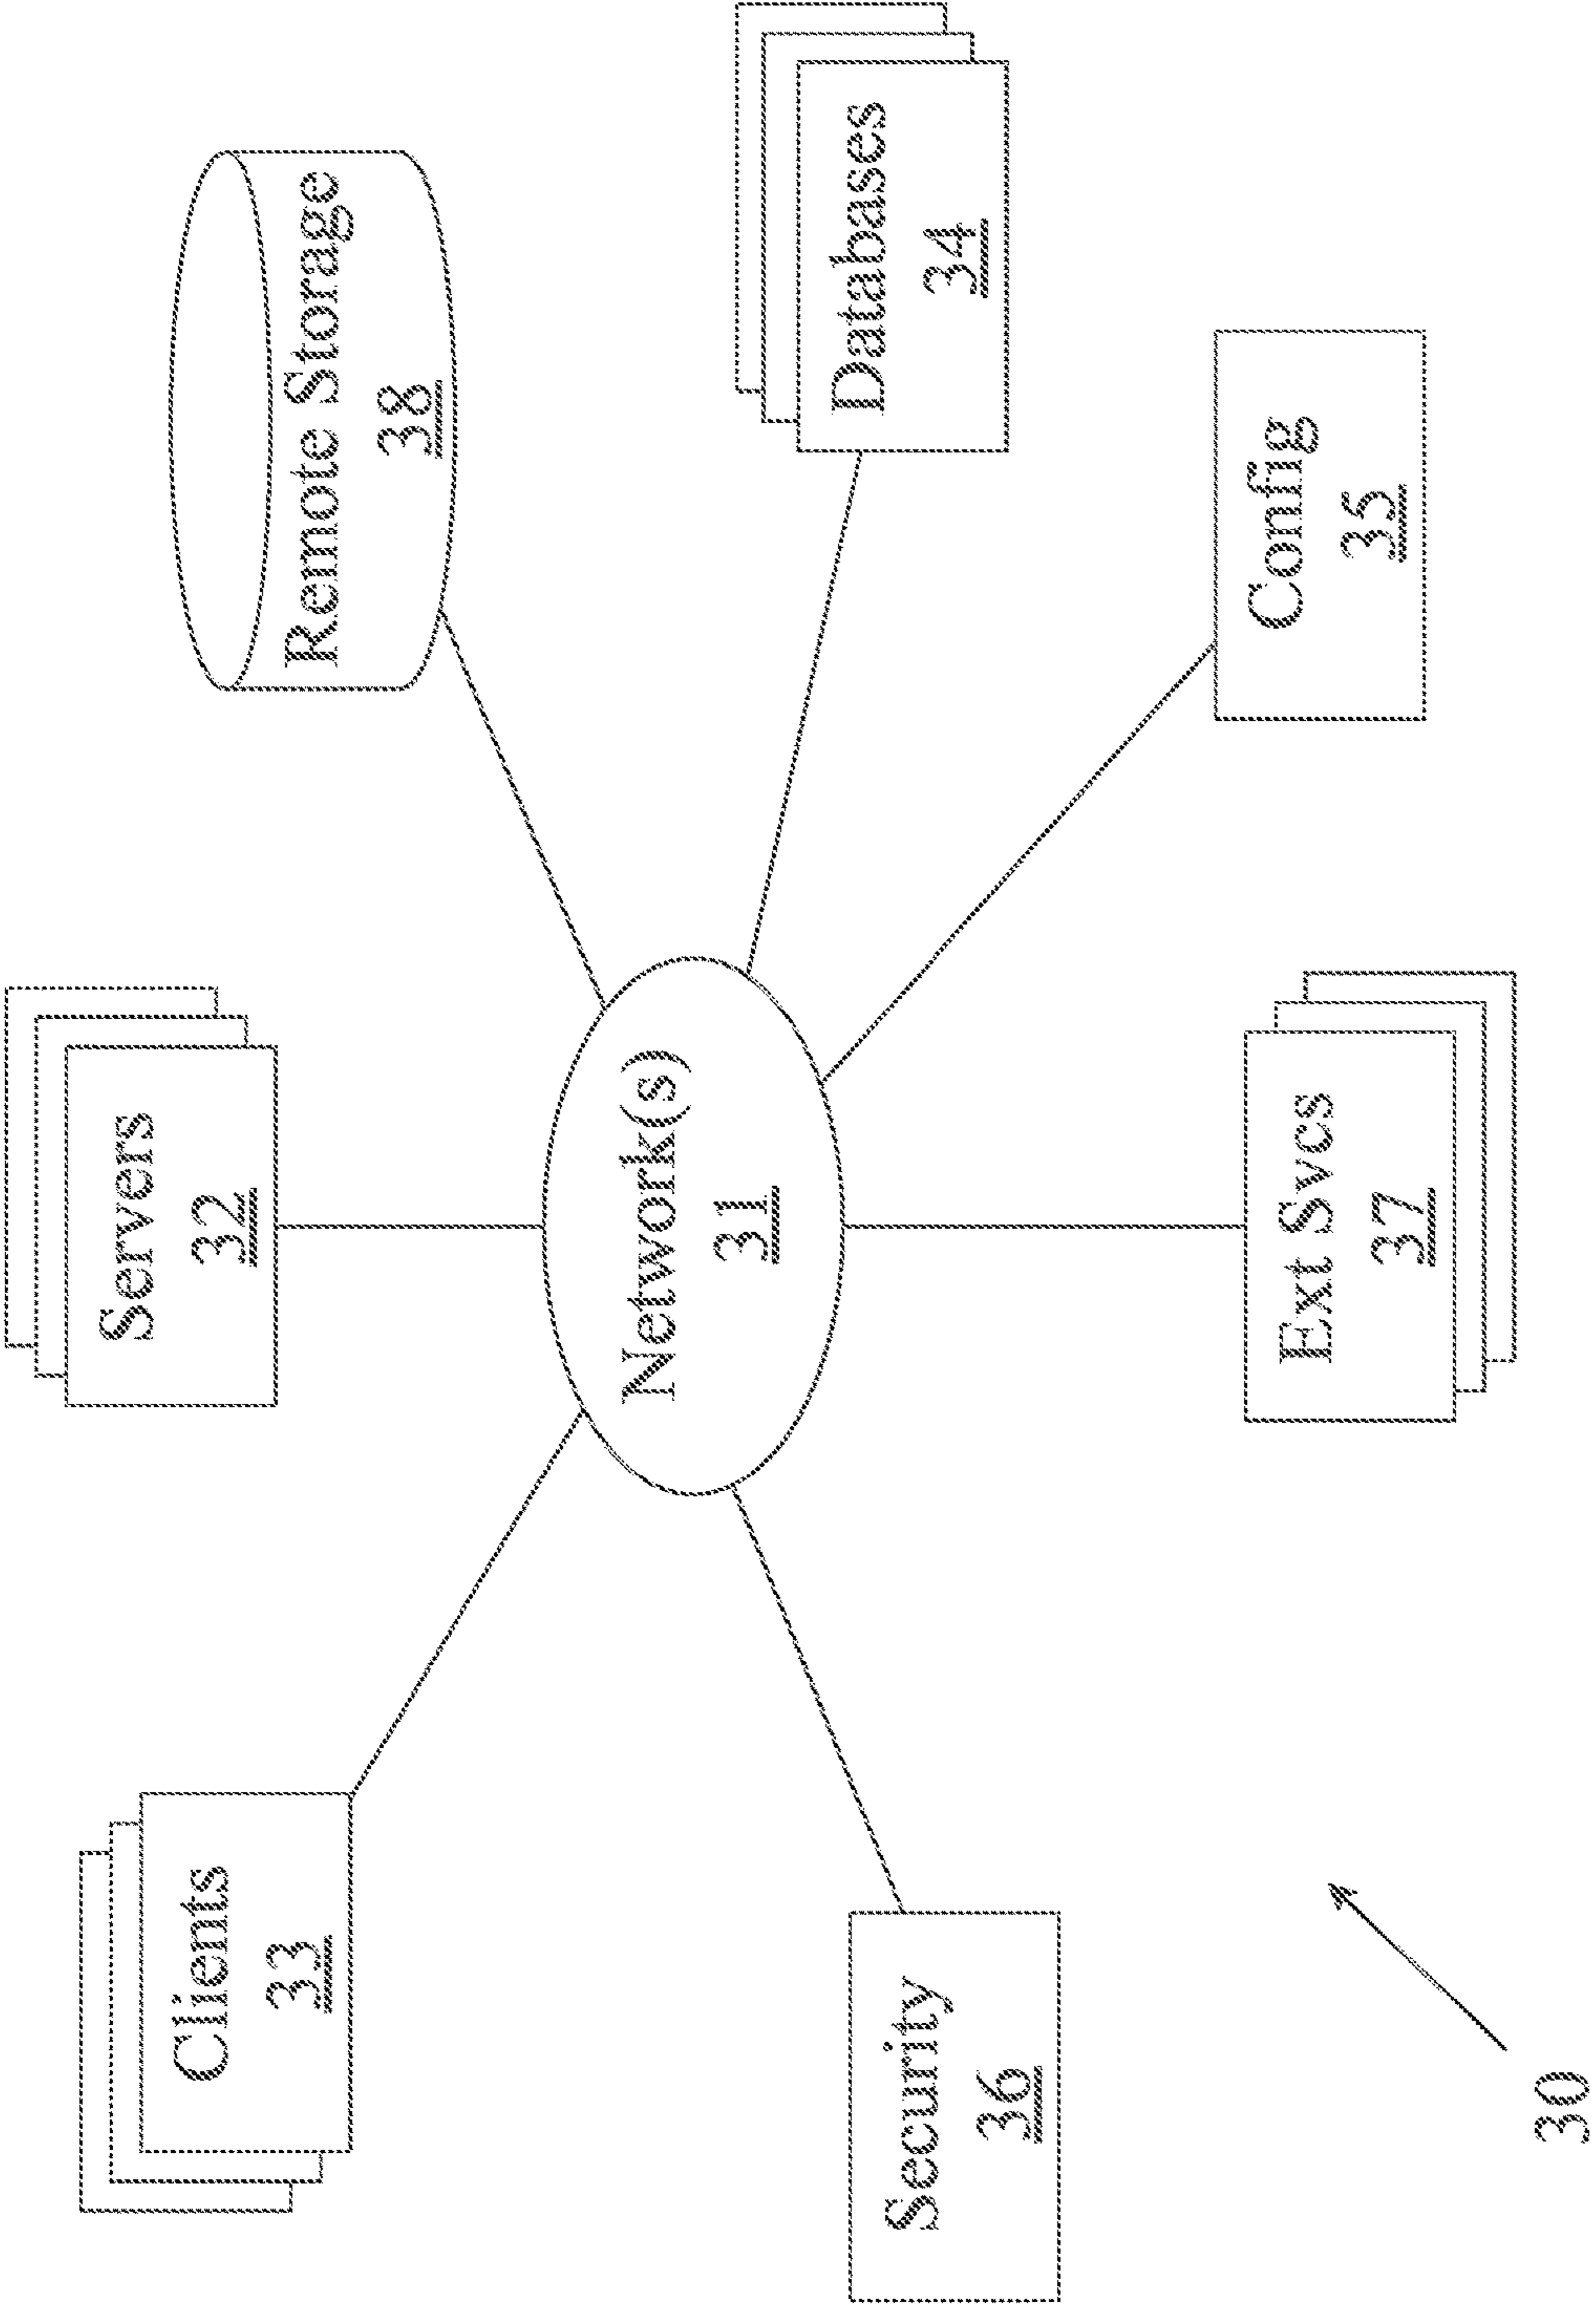 Clients
33
Servers
32
Remote Storage
38
Network(s)
31
Databases
34
Security
36
Ext Svcs
37
Config
35
30